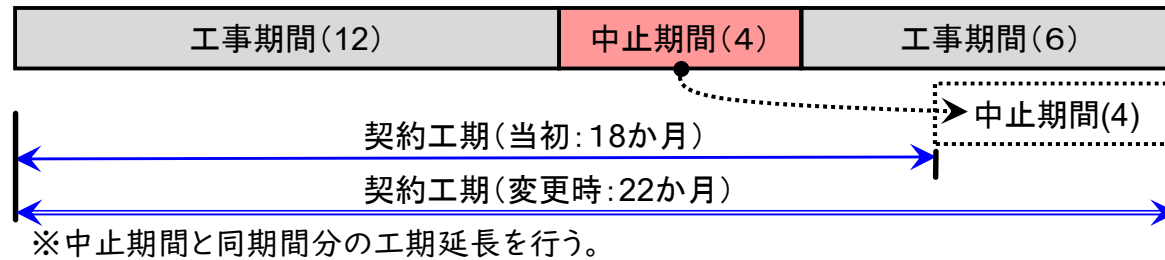 工事期間（12） 中止期間（4） 工事期間（6）
中止期間(4)
契約工期（当初：18か月）
契約工期（変更時：22か月）
※中止期間と同期間分の工期延長を行う。